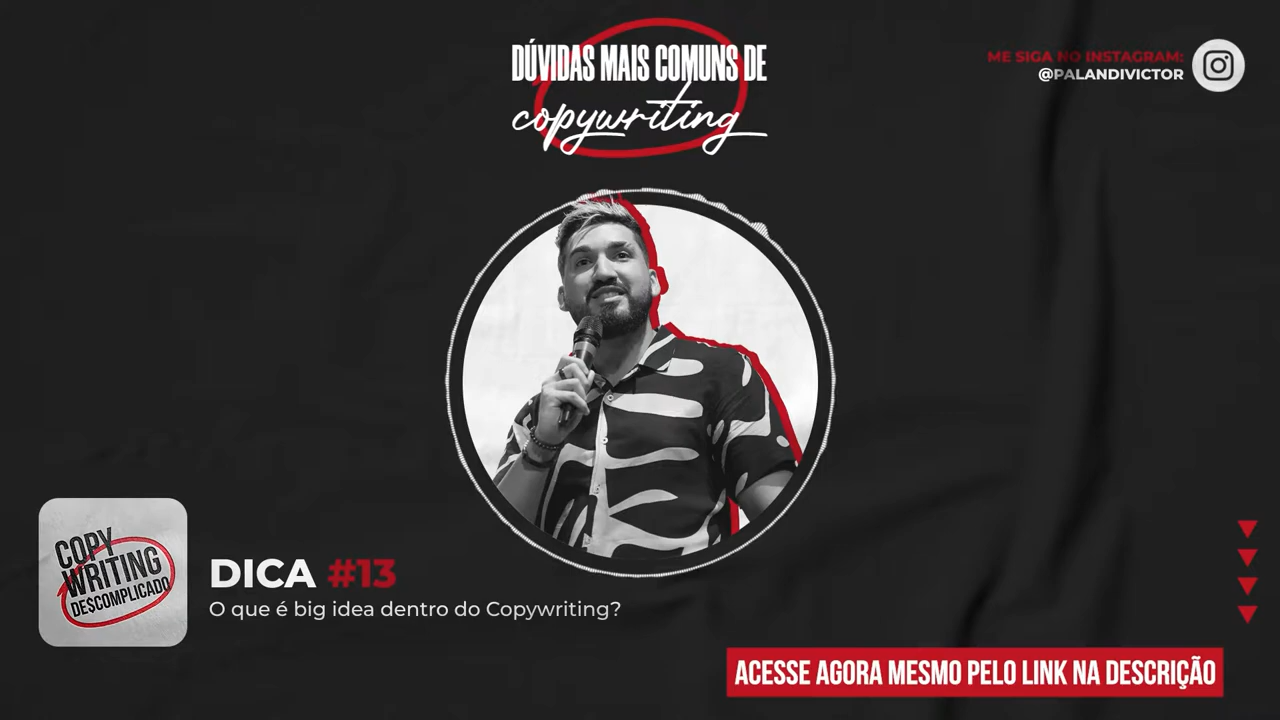 DÚVIDAS MAIS COMUNS DE
copywriting
ME SIGA NO INSTAGRAM:
@PALANDIVICTOR
COPY
WRITING
DESCOMPLICADO
DICA #13
O que é big idea dentro do Copywriting?
ACESSE AGORA MESMO PELO LINK NA DESCRIÇÃO